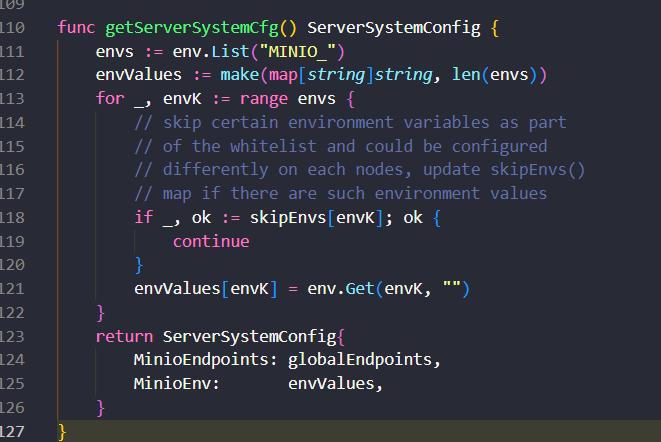 109
110 func getServerSystemCfg() ServerSystemConfig {
111     envs := env.List("MINIO_")
112     envValues := make(map[string]string, len(envs))
113     for _, envK := range envs {
114         // skip certain environment variables as part
115         // of the whitelist and could be configured
116         // differently on each nodes, update skipEnvs()
117         // map if there are such environment values
118         if _, ok := skipEnvs[envK]; ok {
119             continue
120         }
121         envValues[envK] = env.Get(envK, "")
122     }
123     return ServerSystemConfig{
124         MinioEndpoints: globalEndpoints,
125         MinioEnv:       envValues,
126     }
127 }